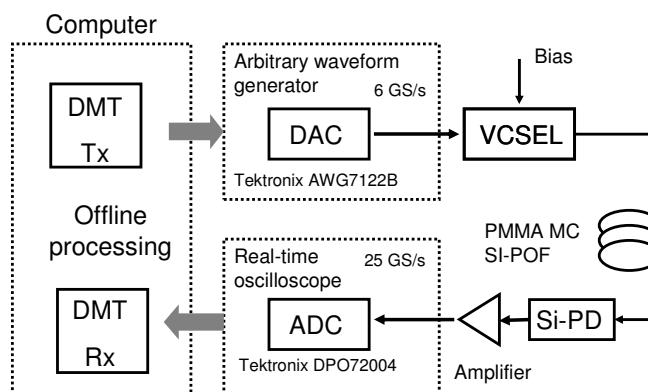 Computer
DMT
Tx
Offline
processing
DMT
Rx
Arbitrary waveform
generator
6 GS/s
DAC
Tektronix AWG7122B
Bias
VCSEL
PMMA MC
SI-POF
Real-time
oscilloscope
25 GS/s
ADC
Tektronix DPO72004
Amplifier
Si-PD